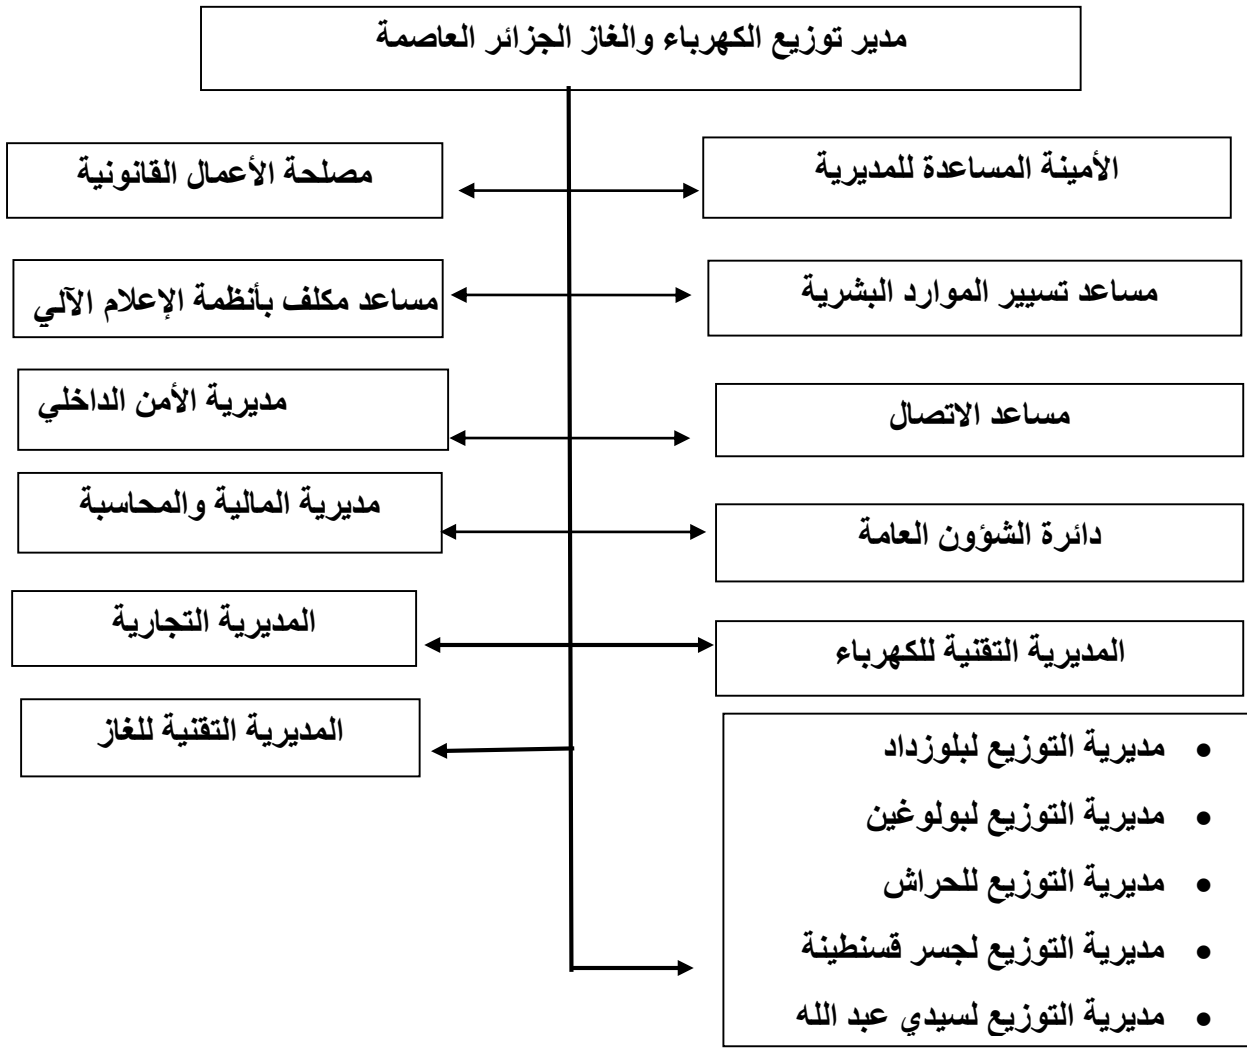 مدير توزيع الكهرباء والغاز الجزائر العاصمة
الأمينة المساعدة للمديرية
مصلحة الأعمال القانونية
مساعد تسيير الموارد البشرية
مساعد مكلف بأنظمة الإعلام الآلي
مساعد الاتصال
مديرية الأمن الداخلي
دائرة الشؤون العامة
مديرية المالية والمحاسبة
المديرية التقنية للكهرباء
المديرية التجارية
المديرية التقنية للغاز
• مديرية التوزيع لبلوزداد
• مديرية التوزيع لبولوغين
• مديرية التوزيع للحراش
• مديرية التوزيع لجسر قسنطينة
• مديرية التوزيع لسيدي عبد الله